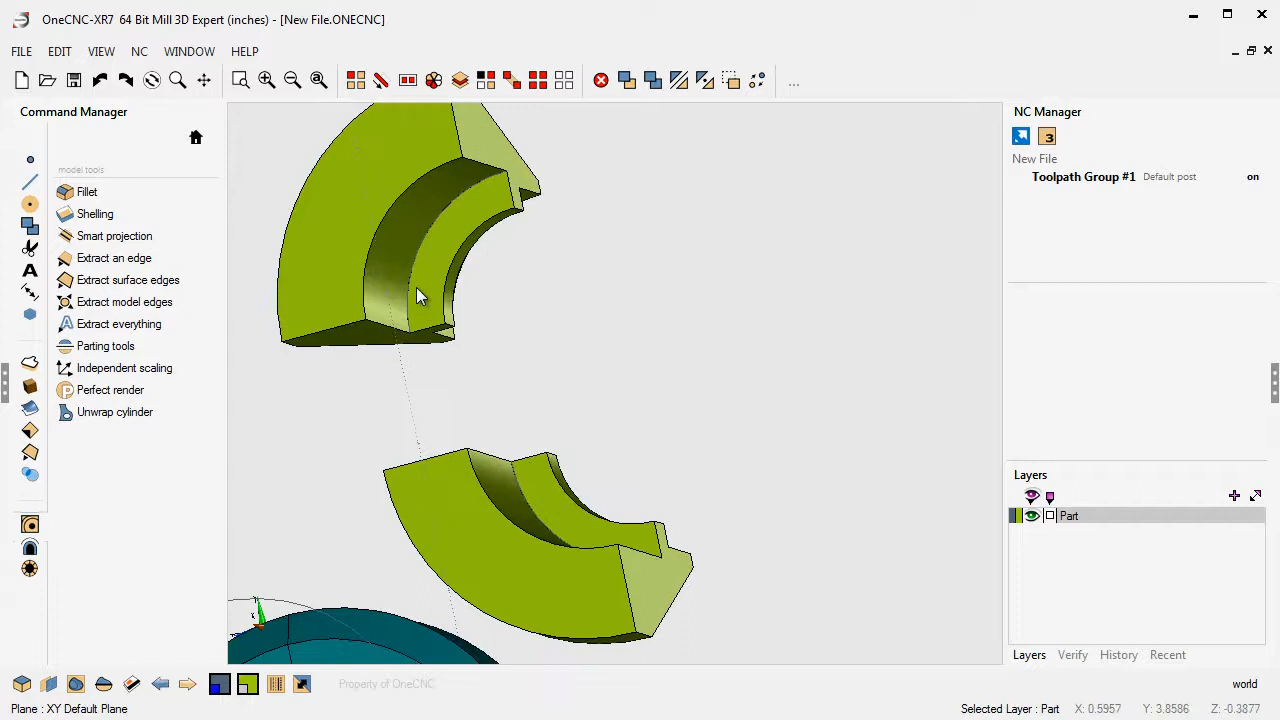 OneCNC-XR7 64 Bit Mill 3D Expert (inches) - [New File.ONECNC]
FILE EDIT VIEW NC WINDOW HELP
...
Command Manager
model tools
Fillet
Shelling
Smart projection
Extract an edge
Extract surface edges
Extract model edges
Extract everything
Parting tools
Independent scaling
Perfect render
Unwrap cylinder
NC Manager
3
New File
Toolpath Group #1 Default post on
Layers
Part
Layers Verify History Recent
Property of OneCNC
world
Plane : XY Default Plane
Selected Layer : Part X: 0.5957 Y: 3.8586 Z: -0.3877